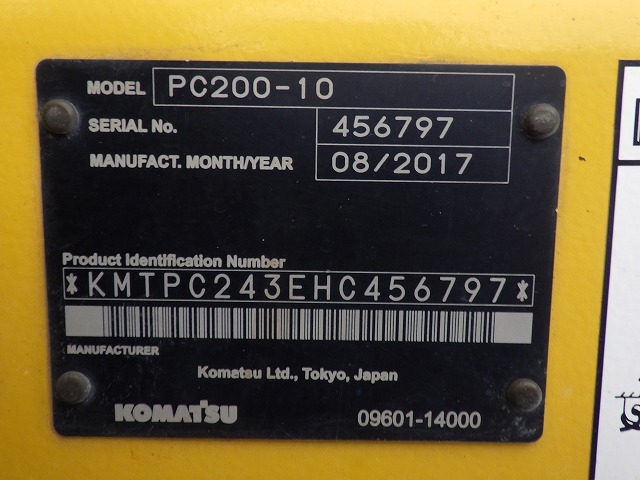 MODEL PC200-10
SERIAL No. 456797
MANUFACT. MONTH/YEAR 08/2017
Product Identification Number
*KMTPC243EHC456797*
MANUFACTURER
Komatsu Ltd., Tokyo, Japan
KOMATSU 09601-14000